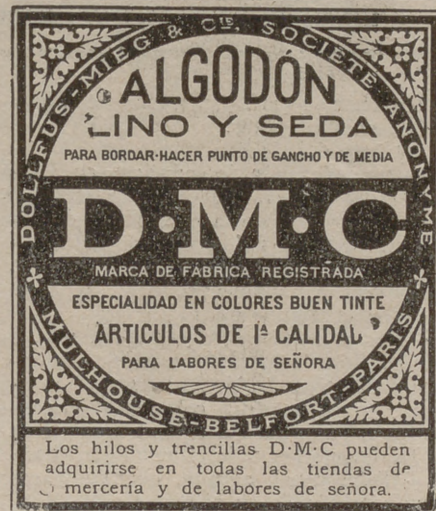 DOLLFUS-MIEG & CIE, SOCIÉTÉ ANONYME
ALGODÓN
LINO Y SEDA
PARA BORDAR·HACER PUNTO DE GANCHO Y DE MEDIA
D·M·C
MARCA DE FABRICA REGISTRADA
ESPECIALIDAD EN COLORES BUEN TINTE
ARTICULOS DE 1ª CALIDAD
PARA LABORES DE SEÑORA
MULHOUSE-BELFORT-PARIS
Los hilos y trencillas D·M·C pueden
adquirirse en todas las tiendas de
mercería y de labores de señora.